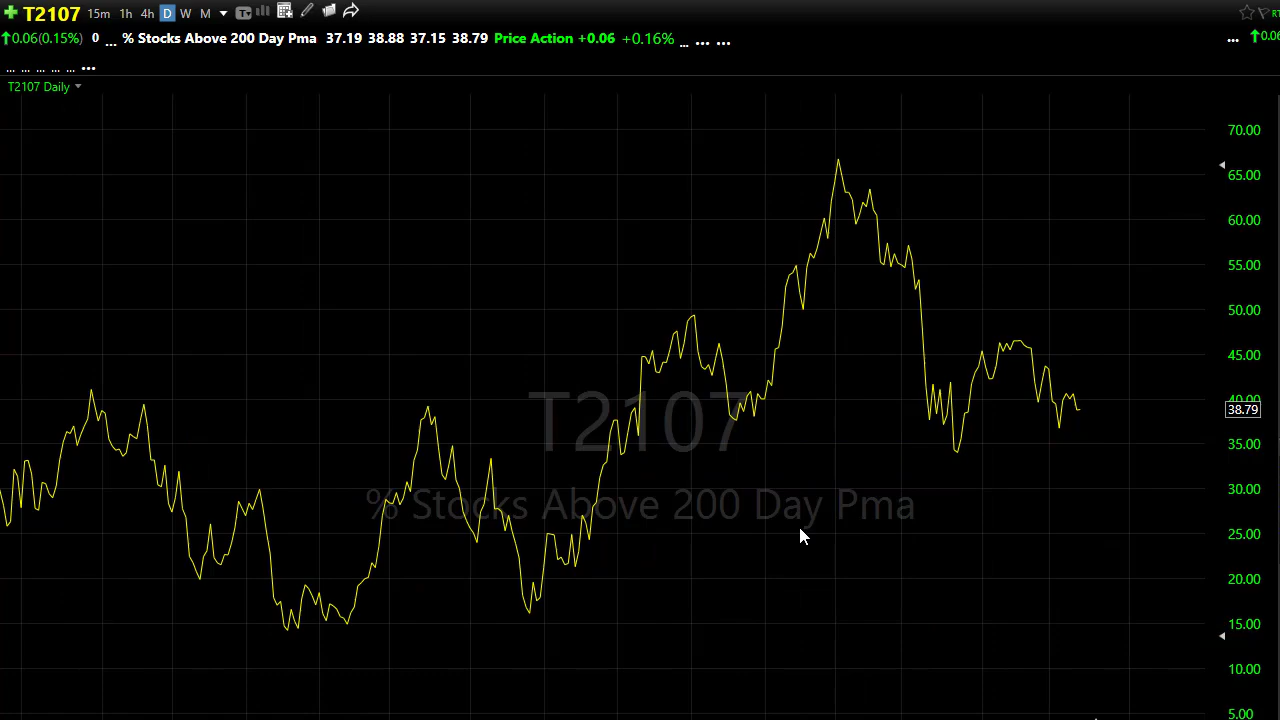 T2107 15m 1h 4h D W M T
0.06(0.15%) 0 ... % Stocks Above 200 Day Pma 37.19 38.88 37.15 38.79 Price Action +0.06 +0.16% ... ... ... ... 0.06
... ... ... ... ... ...
T2107 Daily
70.00
65.00
60.00
55.00
50.00
45.00
40.00
38.79
35.00
30.00
25.00
20.00
15.00
10.00
5.00
T2107
% Stocks Above 200 Day Pma